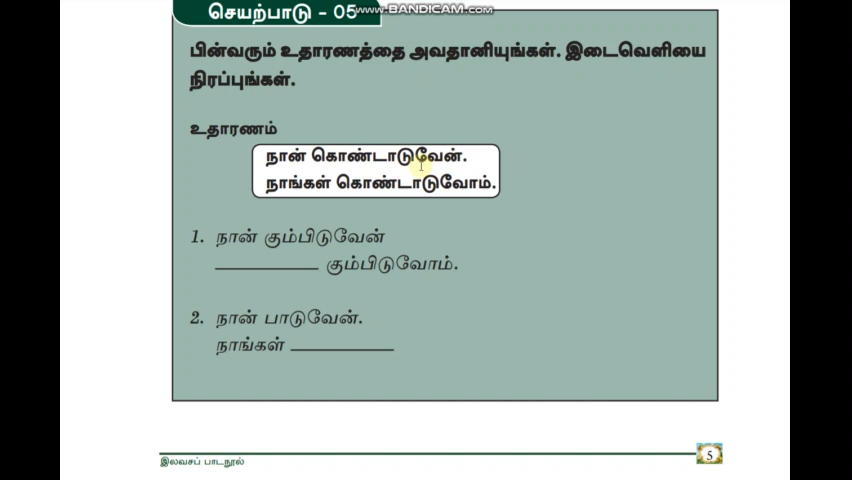 செயற்பாடு - 05
www.BANDICAM.com
பின்வரும் உதாரணத்தை அவதானியுங்கள். இடைவெளியை
நிரப்புங்கள்.
உதாரணம்
நான் கொண்டாடுவேன்.
நாங்கள் கொண்டாடுவோம்.
1. நான் கும்பிடுவேன்
__________ கும்பிடுவோம்.
2. நான் பாடுவேன்.
நாங்கள் __________
இலவசப் பாடநூல்
5